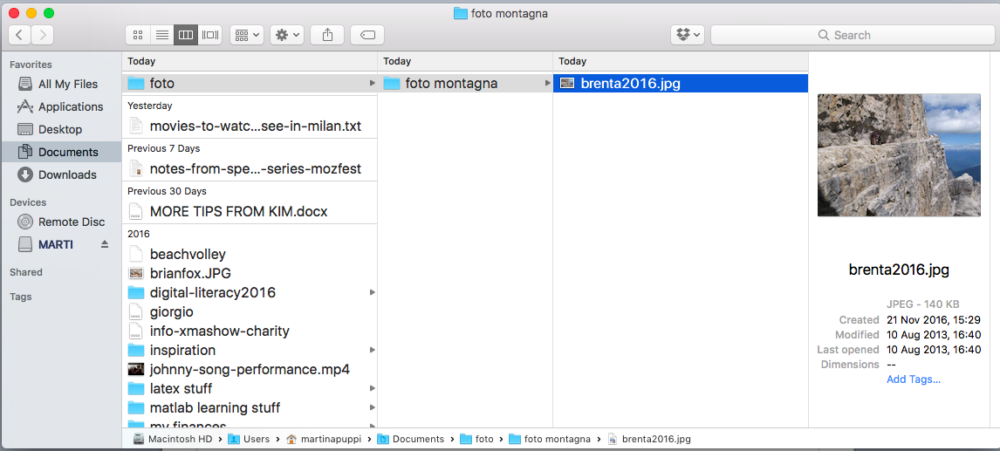 foto montagna
Search
Favorites
All My Files
Applications
Desktop
Documents
Downloads
Devices
Remote Disc
MARTI
Shared
Tags
Today
foto
Yesterday
movies-to-watc...see-in-milan.txt
Previous 7 Days
notes-from-spe...-series-mozfest
Previous 30 Days
MORE TIPS FROM KIM.docx
2016
beachvolley
brianfox.JPG
digital-literacy2016
giorgio
info-xmashow-charity
inspiration
johnny-song-performance.mp4
latex stuff
matlab learning stuff
my finances
Today
foto montagna
Today
brenta2016.jpg
brenta2016.jpg
JPEG - 140 KB
Created 21 Nov 2016, 15:29
Modified 10 Aug 2013, 16:40
Last opened 10 Aug 2013, 16:40
Dimensions --
Add Tags...
Macintosh HD › Users › martinapuppi › Documents › foto › foto montagna › brenta2016.jpg